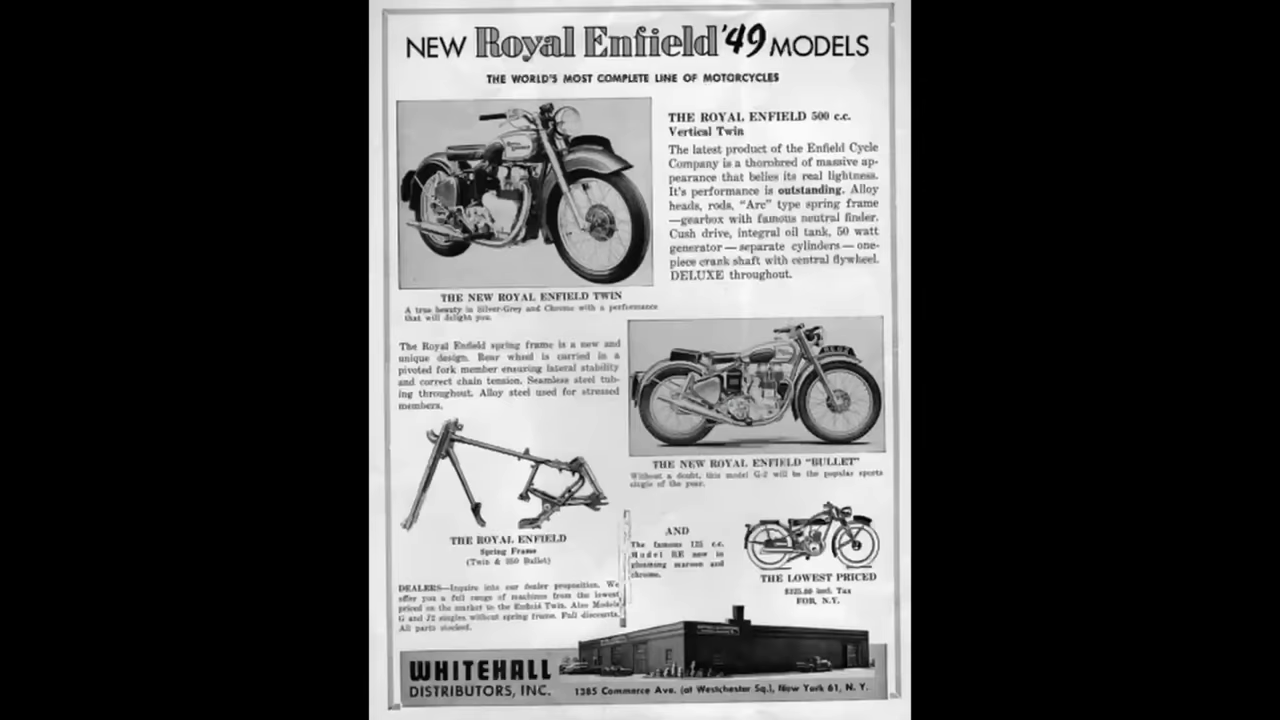 NEW Royal Enfield '49 MODELS
THE WORLD'S MOST COMPLETE LINE OF MOTORCYCLES
THE ROYAL ENFIELD 500 c.c.
Vertical Twin
The latest product of the Enfield Cycle
Company is a thorobred of massive ap-
pearance that belies its real lightness.
It's performance is outstanding. Alloy
heads, rods, "Arc" type spring frame
—gearbox with famous neutral finder.
Cush drive, integral oil tank, 50 watt
generator — separate cylinders — one-
piece crank shaft with central flywheel.
DELUXE throughout.
THE NEW ROYAL ENFIELD TWIN
A true beauty in Silver-Grey and Chrome with a performance
that will delight you.
The Royal Enfield spring frame is a new and
unique design. Rear wheel is carried in a
pivoted fork member ensuring lateral stability
and correct chain tension. Seamless steel tub-
ing throughout. Alloy steel used for stressed
members.
THE NEW ROYAL ENFIELD "BULLET"
Without a doubt, this model G-2 will be the popular sports
single of the year.
THE ROYAL ENFIELD
Spring Frame
(Twin & 350 Bullet)
AND
The famous 125 c.c.
Model RE now in
gleaming maroon and
chrome.
THE LOWEST PRICED
incl. Tax
FOB, N.Y.
DEALERS—Inquire into our dealer proposition. We
offer you a full range of machines from the lowest
priced on the market to the Enfield Twin. Also Models
G and J2 singles without spring frame. Full discounts.
All parts stocked.
WHITEHALL
DISTRIBUTORS, INC.
1385 Commerce Ave. (at Westchester Sq.), New York 61, N. Y.